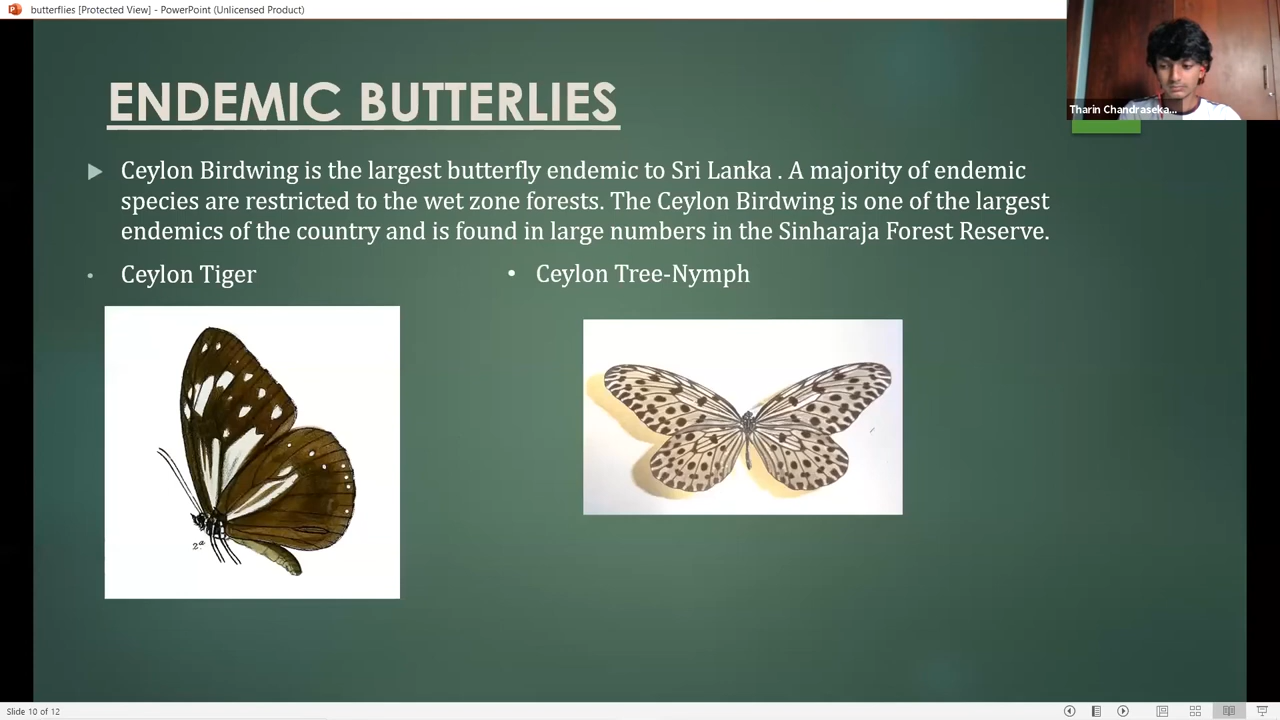 butterflies [Protected View] - PowerPoint (Unlicensed Product)
Tharin Chandraseka...
ENDEMIC BUTTERLIES
Ceylon Birdwing is the largest butterfly endemic to Sri Lanka . A majority of endemic
species are restricted to the wet zone forests. The Ceylon Birdwing is one of the largest
endemics of the country and is found in large numbers in the Sinharaja Forest Reserve.
• Ceylon Tiger
• Ceylon Tree-Nymph
2a
Slide 10 of 12